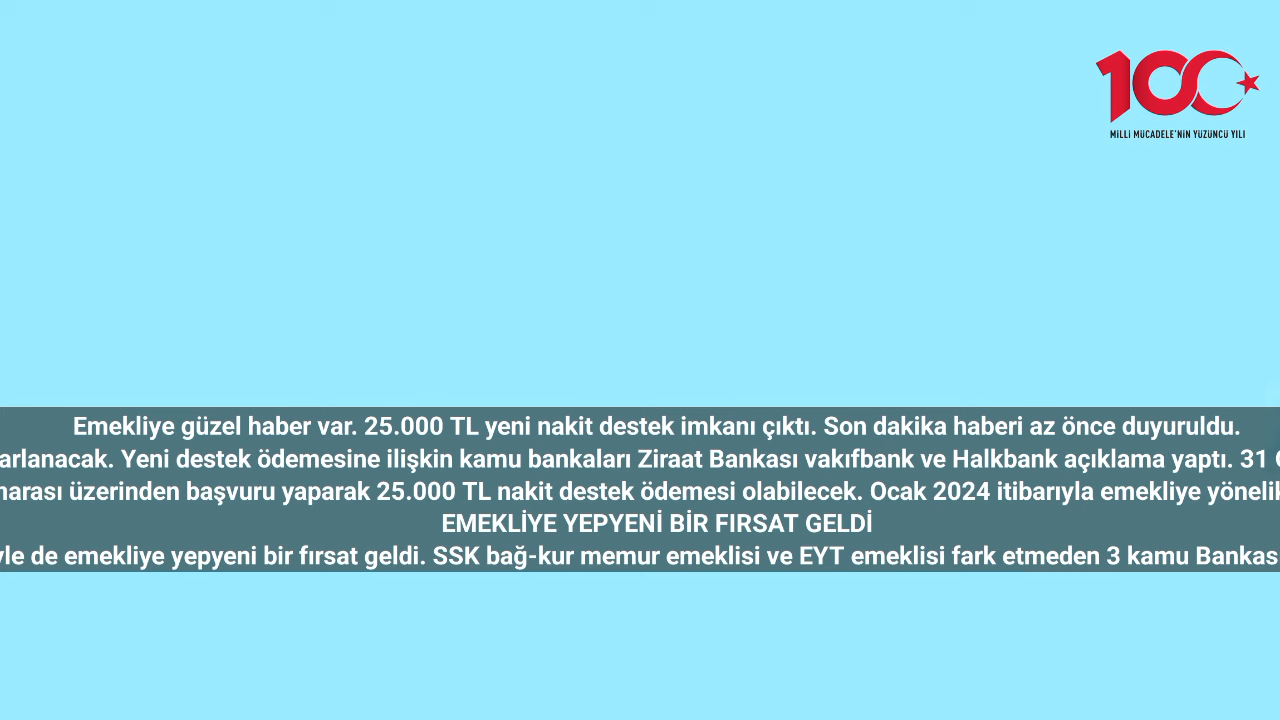 100
MİLLİ MÜCADELE'NİN YÜZÜNCÜ YILI
Emekliye güzel haber var. 25.000 TL yeni nakit destek imkanı çıktı. Son dakika haberi az önce duyuruldu.
arlanacak. Yeni destek ödemesine ilişkin kamu bankaları Ziraat Bankası vakıfbank ve Halkbank açıklama yaptı. 31
narası üzerinden başvuru yaparak 25.000 TL nakit destek ödemesi olabilecek. Ocak 2024 itibarıyla emekliye yönelik
EMEKLİYE YEPYENİ BİR FIRSAT GELDİ
yle de emekliye yepyeni bir fırsat geldi. SSK bağ-kur memur emeklisi ve EYT emeklisi fark etmeden 3 kamu Bankas